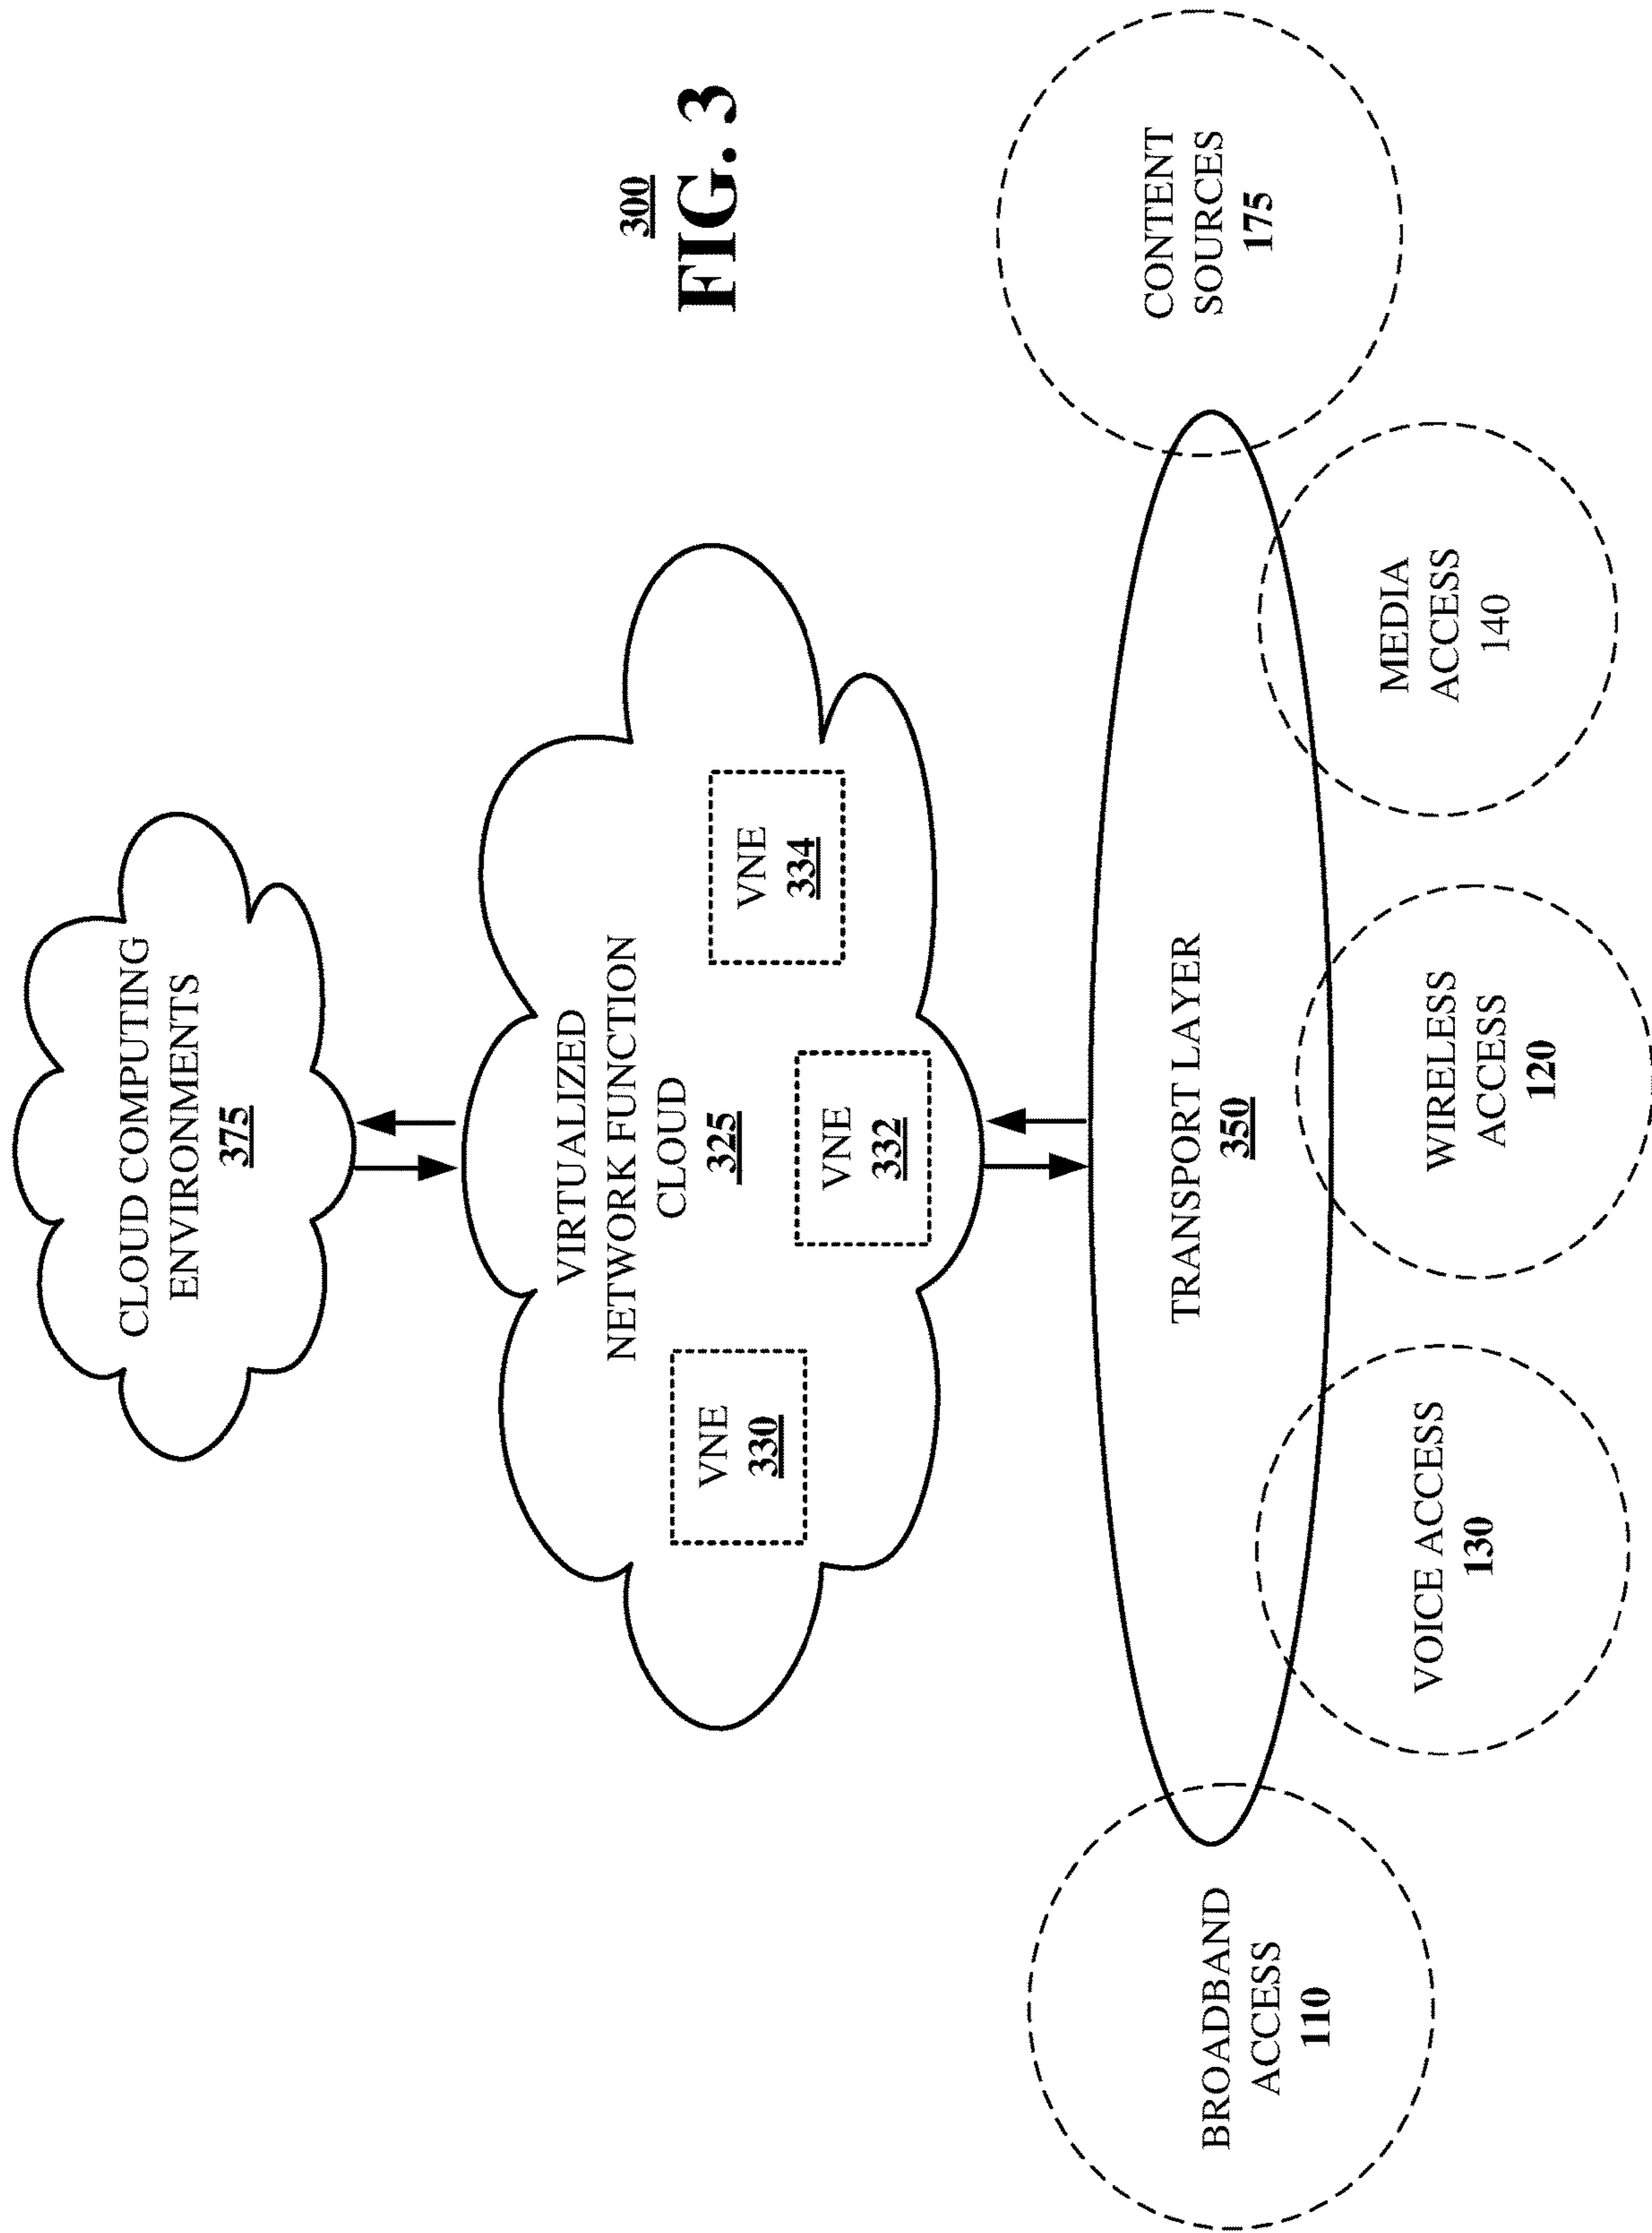 CLOUD COMPUTING
ENVIRONMENTS
375
VIRTUALIZED
NETWORK FUNCTION
CLOUD
325
VNE
330
VNE
332
VNE
334
300
FIG. 3
TRANSPORT LAYER
350
BROADBAND
ACCESS
110
VOICE ACCESS
130
WIRELESS
ACCESS
120
MEDIA
ACCESS
140
CONTENT
SOURCES
175